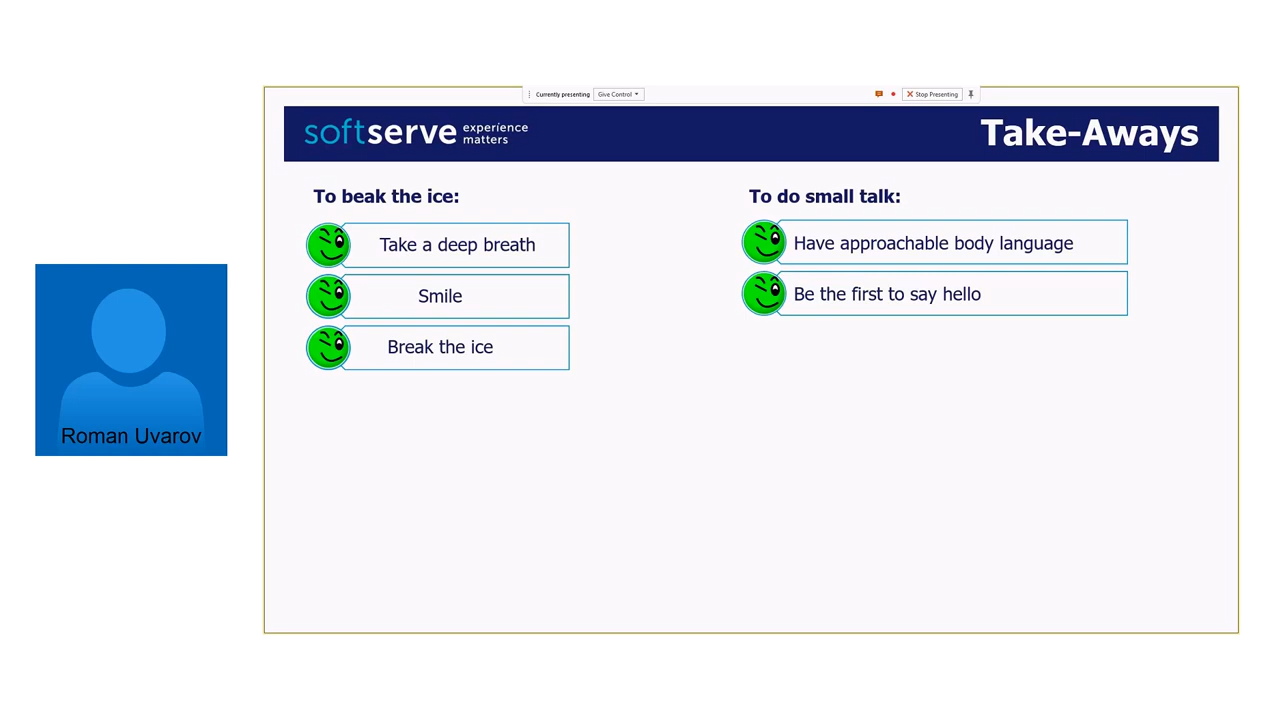 Currently presenting Give Control Stop Presenting
softserve experience matters
Take-Aways
To beak the ice:
Take a deep breath
Smile
Break the ice
To do small talk:
Have approachable body language
Be the first to say hello
Roman Uvarov